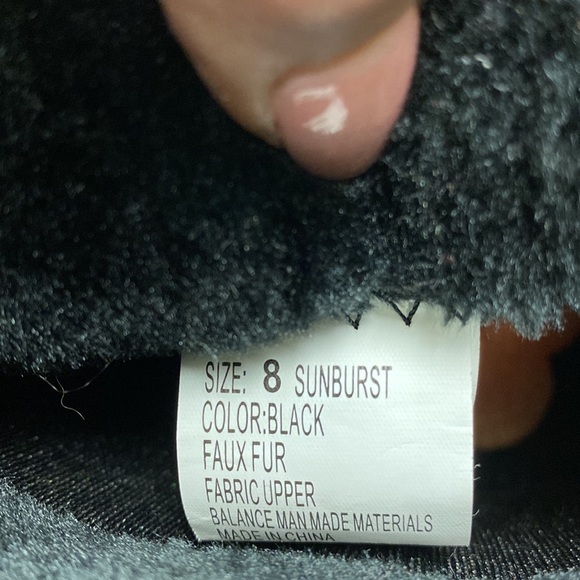 SIZE: 8 SUNBURST
COLOR:BLACK
FAUX FUR
FABRIC UPPER
BALANCE MAN MADE MATERIALS
MADE IN CHINA